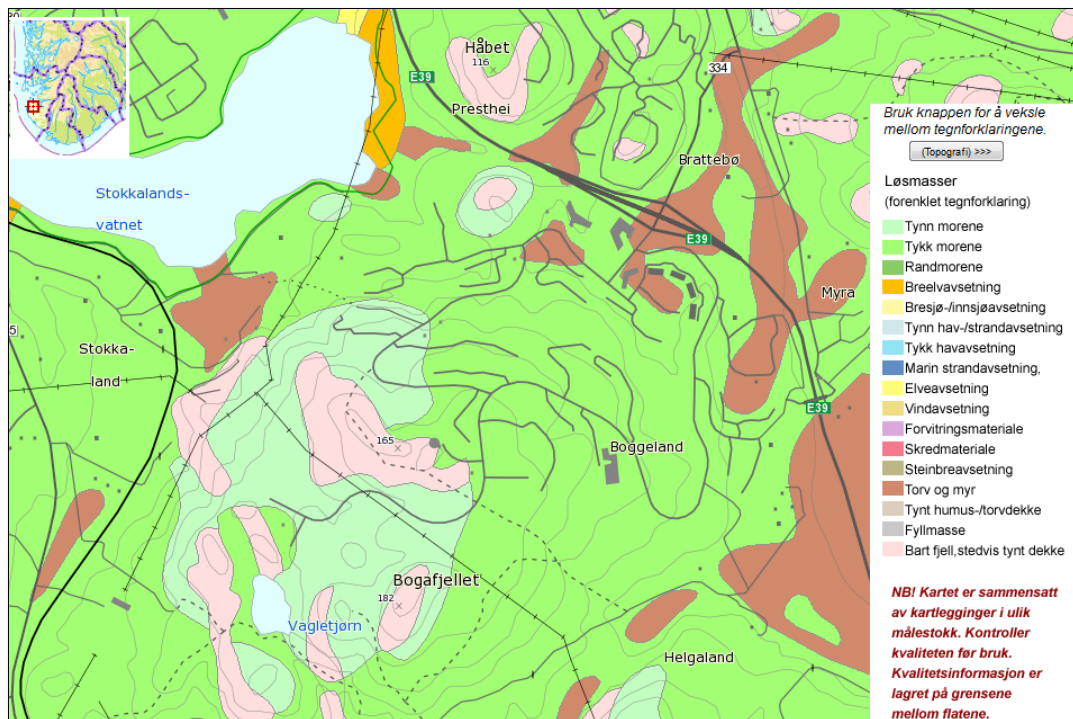 Håbet
116
E39
334
Presthei
Brattebø
Stokkalands-
vatnet
E39
Myra
Stokka-
land
E39
165
Boggeland
Bogafjellet
182
Vagletjørn
Helgaland
Bruk knappen for å veksle
mellom tegnforklaringene.
(Topografi) >>>
Løsmasser
(forenklet tegnforklaring)
Tynn morene
Tykk morene
Randmorene
Breelvavsetning
Bresjø-/innsjøavsetning
Tynn hav-/strandavsetning
Tykk havavsetning
Marin strandavsetning,
Elveavsetning
Vindavsetning
Forvitringsmateriale
Skredmateriale
Steinbreavsetning
Torv og myr
Tynt humus-/torvdekke
Fyllmasse
Bart fjell,stedvis tynt dekke
NB! Kartet er sammensatt
av kartlegginger i ulik
målestokk. Kontroller
kvaliteten før bruk.
Kvalitetsinformasjon er
lagret på grensene
mellom flatene.